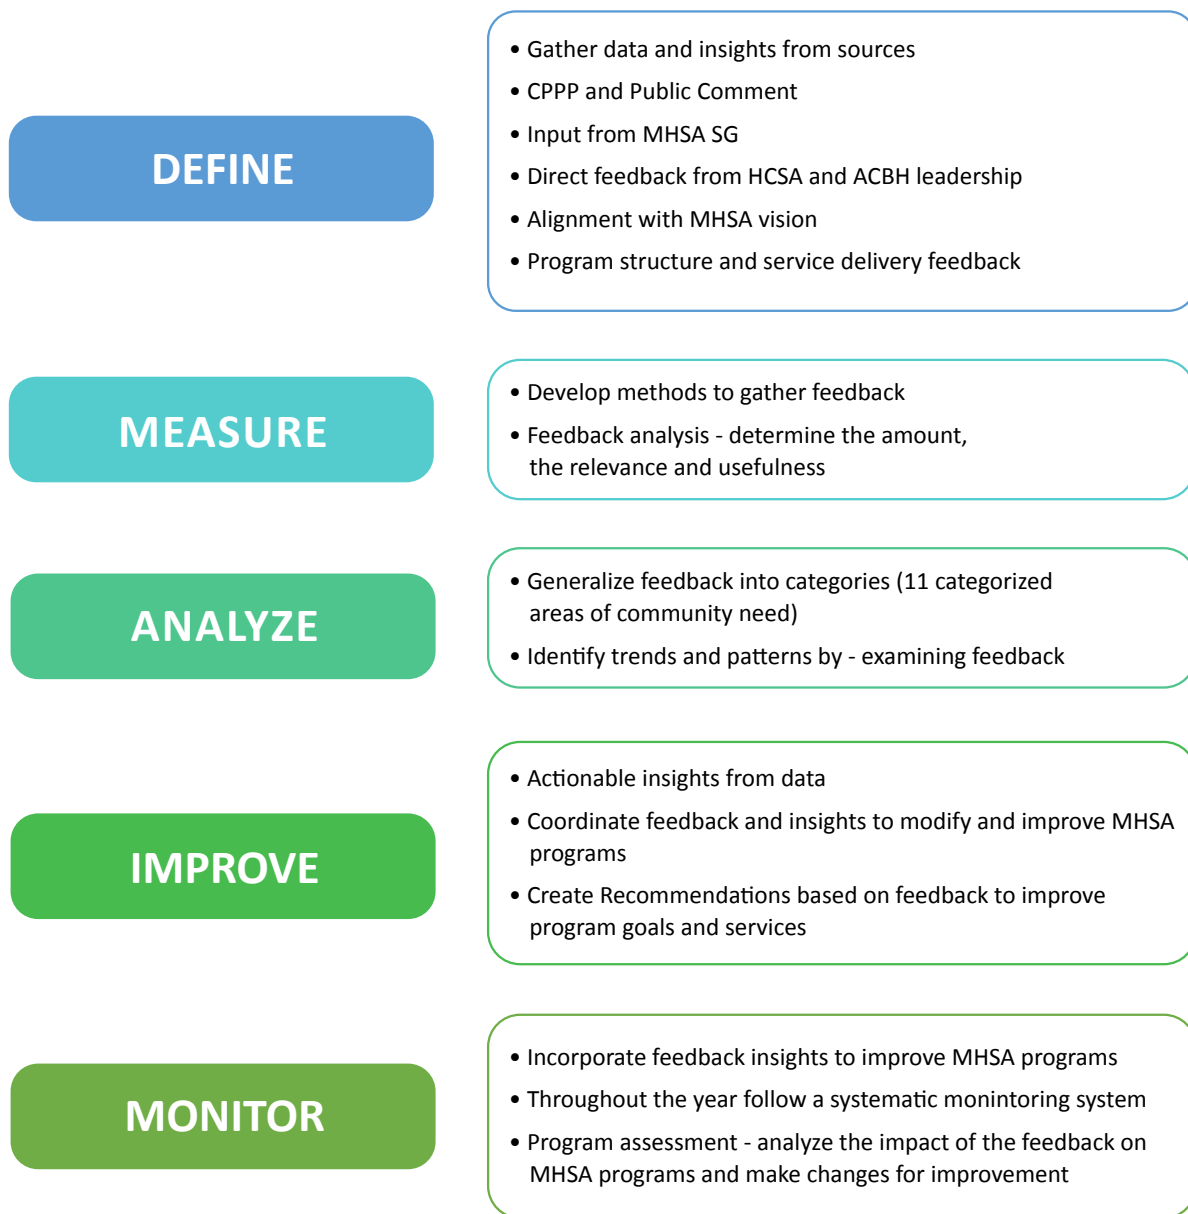 DEFINE
• Gather data and insights from sources
• CPPP and Public Comment
• Input from MHSA SG
• Direct feedback from HCSA and ACBH leadership
• Alignment with MHSA vision
• Program structure and service delivery feedback
MEASURE
• Develop methods to gather feedback
• Feedback analysis - determine the amount,
the relevance and usefulness
ANALYZE
• Generalize feedback into categories (11 categorized
areas of community need)
• Identify trends and patterns by - examining feedback
IMPROVE
• Actionable insights from data
• Coordinate feedback and insights to modify and improve MHSA
programs
• Create Recommendations based on feedback to improve
program goals and services
MONITOR
• Incorporate feedback insights to improve MHSA programs
• Throughout the year follow a systematic monintoring system
• Program assessment - analyze the impact of the feedback on
MHSA programs and make changes for improvement